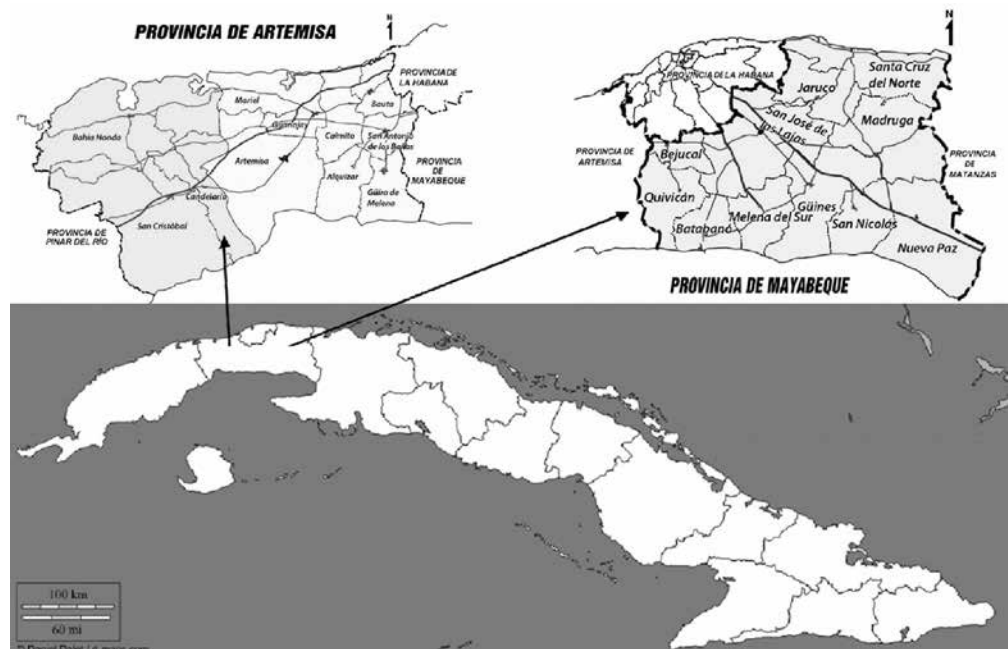 PROVINCIA DE ARTEMISA
N
PROVINCIA DE
LA HABANA
Mariel
Bauta
Bahía Honda
Guanajay
Caimito
San Antonio
de los Baños
Artemisa
PROVINCIA
DE
MAYABEQUE
Alquízar
Candelaria
Güira de
Melena
San Cristóbal
PROVINCIA DE
PINAR DEL RÍO
N
PROVINCIA DE LA HABANA
Santa Cruz
del Norte
Jaruco
San José de
las Lajas
Madruga
PROVINCIA DE
ARTEMISA
Bejucal
PROVINCIA
DE
MATANZAS
Quivicán
Güines
Melena del Sur
San Nicolás
Batabanó
Nueva Paz
PROVINCIA DE MAYABEQUE
100 km
60 mi